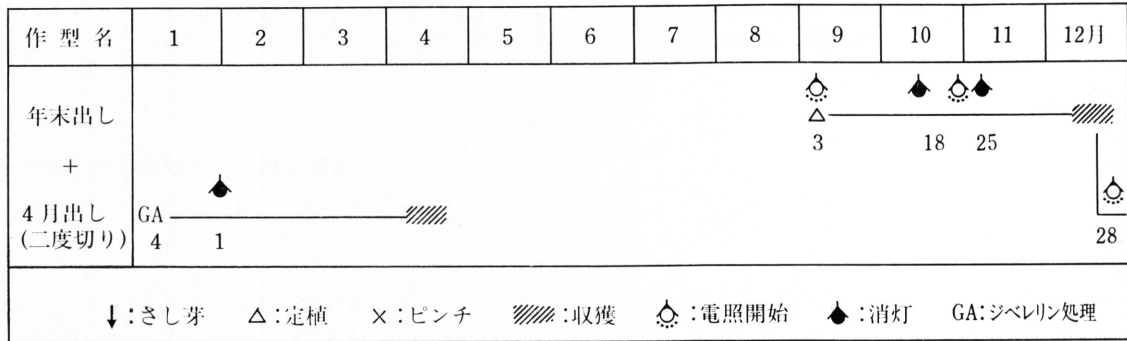 作型名 1 2 3 4 5 6 7 8 9 10 11 12月
年末出し
3 18 25
+
4月出し GA
(二度切り) 4 1 28
↓:さし芽 △:定植 ×:ピンチ :収獲 :電照開始 :消灯 GA:ジベレリン処理